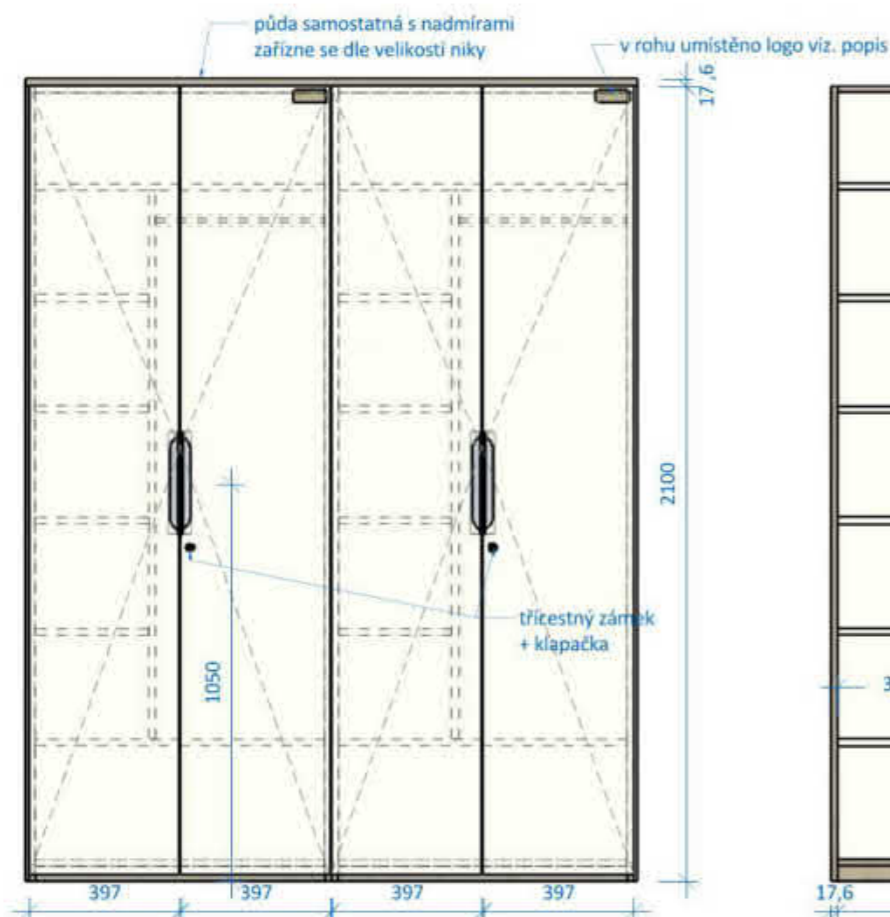 půda samostatná s nadmírami
zařízne se dle velikosti niky
v rohu umístěno logo viz. popis
17,6
2100
třícestný zámek
+ klapačka
1050
3
397
397
397
397
17,6